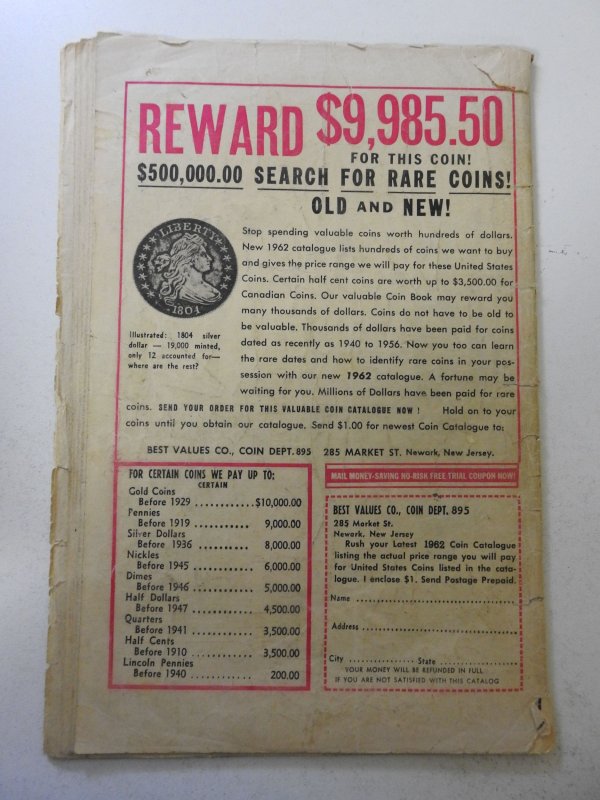 REWARD $9,985.50
FOR THIS COIN!
$500,000.00 SEARCH FOR RARE COINS!
OLD AND NEW!
LIBERTY
1804
Illustrated: 1804 silver
dollar — 19,000 minted,
only 12 accounted for—
where are the rest?
Stop spending valuable coins worth hundreds of dollars.
New 1962 catalogue lists hundreds of coins we want to buy
and gives the price range we will pay for these United States
Coins. Certain half cent coins are worth up to $3,500.00 for
Canadian Coins. Our valuable Coin Book may reward you
many thousands of dollars. Coins do not have to be old to
be valuable. Thousands of dollars have been paid for coins
dated as recently as 1940 to 1956. Now you too can learn
the rare dates and how to identify rare coins in your pos-
session with our new 1962 catalogue. A fortune may be
waiting for you. Millions of Dollars have been paid for rare
coins. SEND YOUR ORDER FOR THIS VALUABLE COIN CATALOGUE NOW! Hold on to your
coins until you obtain our catalogue. Send $1.00 for newest Coin Catalogue to:
BEST VALUES CO., COIN DEPT. 895 285 MARKET ST. Nework, New Jersey.
FOR CERTAIN COINS WE PAY UP TO:
CERTAIN
Gold Coins
Before 1929 ...........$10,000.00
Pennies
Before 1919 ............ 9,000.00
Silver Dollars
Before 1936 ........... 8,000.00
Nickles
Before 1945 ............ 6,000.00
Dimes
Before 1946 ............ 5,000.00
Half Dollars
Before 1947 ............ 4,500.00
Quarters
Before 1941 ............ 3,500.00
Half Cents
Before 1910 ............ 3,500.00
Lincoln Pennies
Before 1940 ............ 200.00
MAIL MONEY-SAVING NO-RISK FREE TRIAL COUPON NOW!
BEST VALUES CO., COIN DEPT. 895
285 Market St.
Nework, New Jersey
Rush your Latest 1962 Coin Catalogue
listing the actual price range you will pay
for United States Coins listed in the cata-
logue. I enclose $1. Send Postage Prepaid.
Name
Address
City State
YOUR MONEY WILL BE REFUNDED IN FULL
IF YOU ARE NOT SATISFIED WITH THIS CATALOG